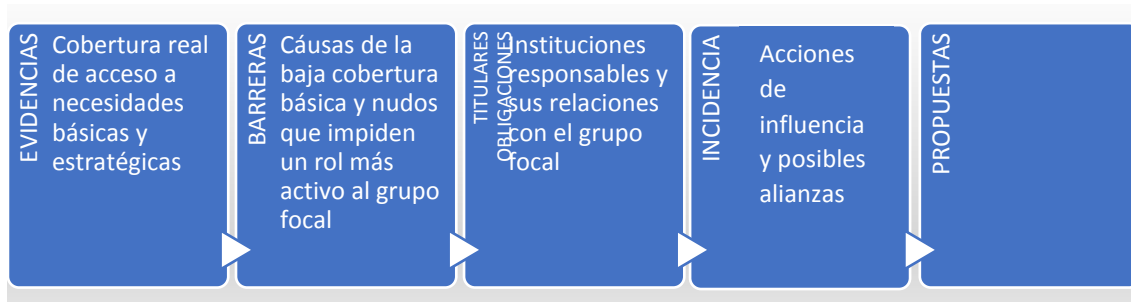 EVIDENCIAS
Cobertura real
de acceso a
necesidades
básicas y
estratégicas
BARRERAS
Cáusas de la
baja cobertura
básica y nudos
que impiden
un rol más
activo al grupo
focal
TITULARES
OBLIGACIONES
Instituciones
responsables y
sus relaciones
con el grupo
focal
INCIDENCIA
Acciones
de
influencia
y posibles
alianzas
PROPUESTAS